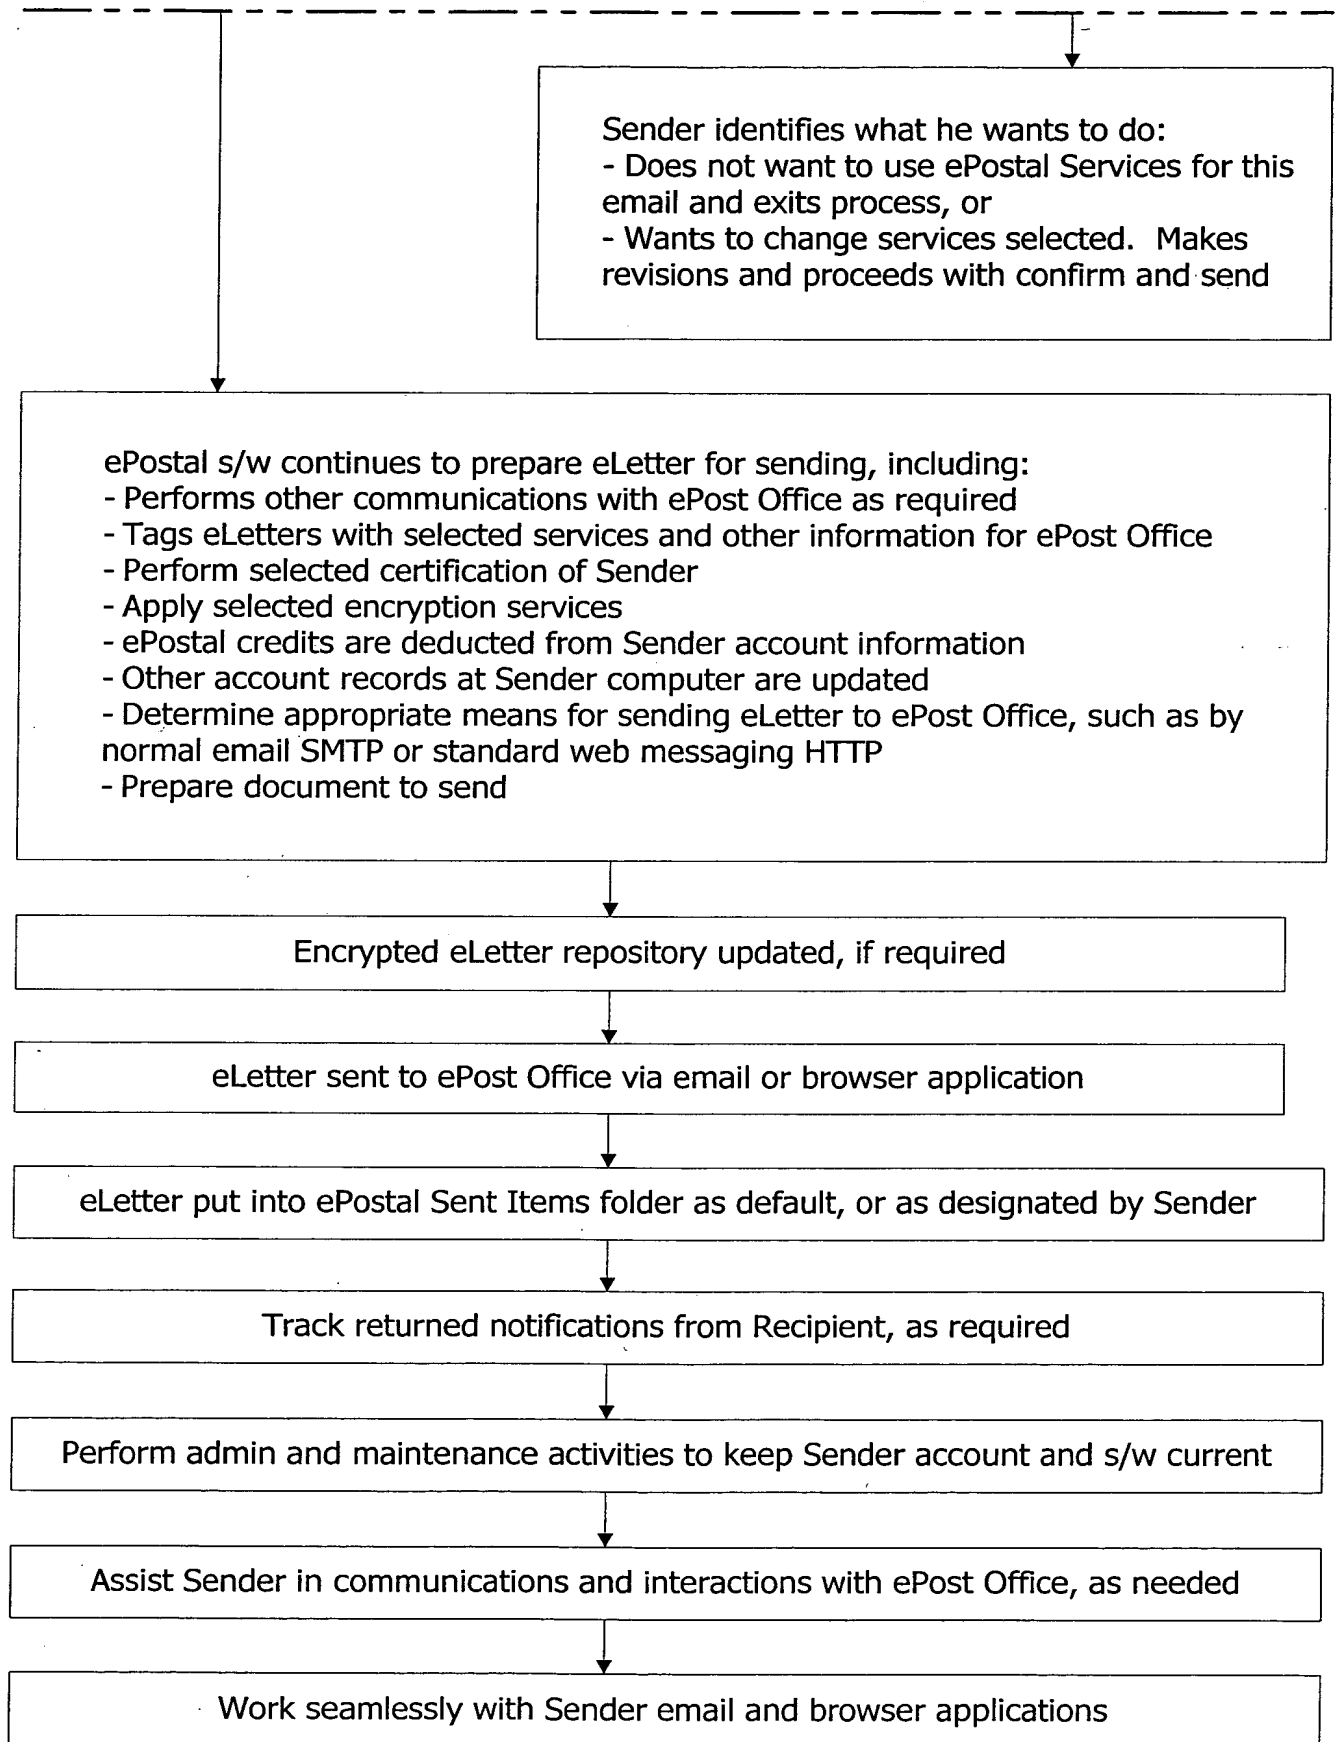 Sender identifies what he wants to do:
- Does not want to use ePostal Services for this
email and exits process, or
- Wants to change services selected.  Makes
revisions and proceeds with confirm and send
ePostal s/w continues to prepare eLetter for sending, including:
- Performs other communications with ePost Office as required
- Tags eLetters with selected services and other information for ePost Office
- Perform selected certification of Sender
- Apply selected encryption services
- ePostal credits are deducted from Sender account information
- Other account records at Sender computer are updated
- Determine appropriate means for sending eLetter to ePost Office, such as by
normal email SMTP or standard web messaging HTTP
- Prepare document to send
Encrypted eLetter repository updated, if required
eLetter sent to ePost Office via email or browser application
eLetter put into ePostal Sent Items folder as default, or as designated by Sender
Track returned notifications from Recipient, as required
Perform admin and maintenance activities to keep Sender account and s/w current
Assist Sender in communications and interactions with ePost Office, as needed
Work seamlessly with Sender email and browser applications